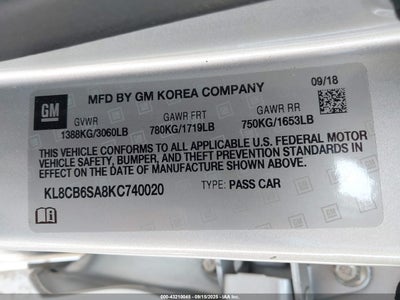 GM
MFD BY GM KOREA COMPANY
09/18
GVWR GAWR FRT GAWR RR
1388KG/3060LB 780KG/1719LB 750KG/1653LB
THIS VEHICLE CONFORMS TO ALL APPLICABLE U.S. FEDERAL MOTOR
VEHICLE SAFETY, BUMPER, AND THEFT PREVENTION STANDARDS IN
EFFECT ON THE DATE OF MANUFACTURE SHOWN ABOVE.
KL8CB6SA8KC740020 TYPE: PASS CAR